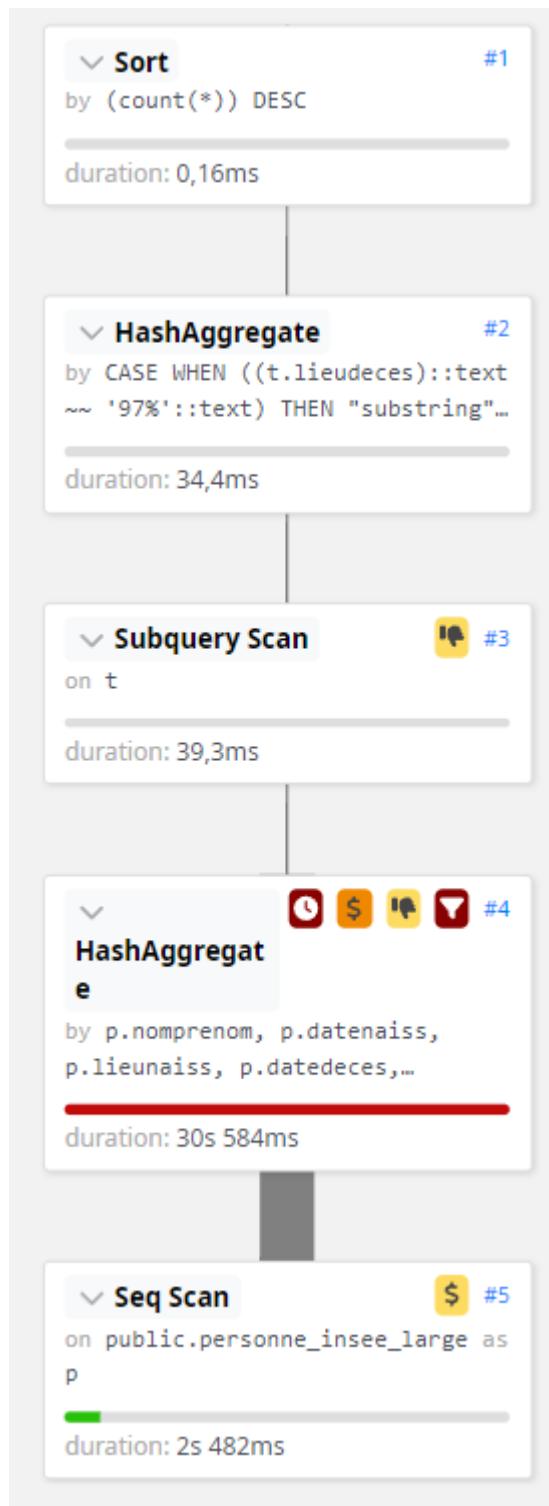 Sort #1
by (count(*)) DESC
duration: 0,16ms
HashAggregate #2
by CASE WHEN ((t.lieudeces)::text
~~ '97%'::text) THEN "substring"…
duration: 34,4ms
Subquery Scan #3
on t
duration: 39,3ms
$ #4
HashAggregat
e
by p.nomprenom, p.datenaiss,
p.lieunaiss, p.datedeces,…
duration: 30s 584ms
Seq Scan $ #5
on public.personne_insee_large as
p
duration: 2s 482ms